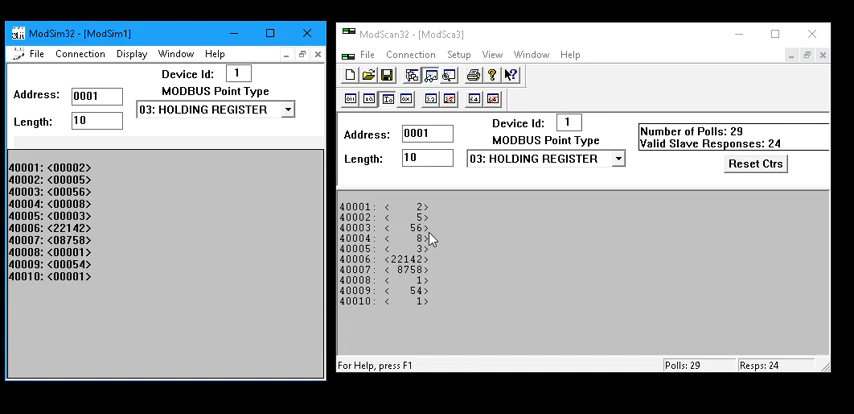 ModSim32 - [ModSim1]
File Connection Display Window Help
Device Id: 1
Address: 0001
MODBUS Point Type
Length: 10
03: HOLDING REGISTER
40001: <00002>
40002: <00005>
40003: <00056>
40004: <00008>
40005: <00003>
40006: <22142>
40007: <08758>
40008: <00001>
40009: <00054>
40010: <00001>
ModScan32 - [ModSca3]
File Connection Setup View Window Help
Device Id: 1
Address: 0001
MODBUS Point Type
Length: 10
03: HOLDING REGISTER
Number of Polls: 29
Valid Slave Responses: 24
Reset Ctrs
40001: < 2>
40002: < 5>
40003: < 56>
40004: < 8>
40005: < 3>
40006: <22142>
40007: < 8758>
40008: < 1>
40009: < 54>
40010: < 1>
For Help, press F1
Polls: 29
Resps: 24